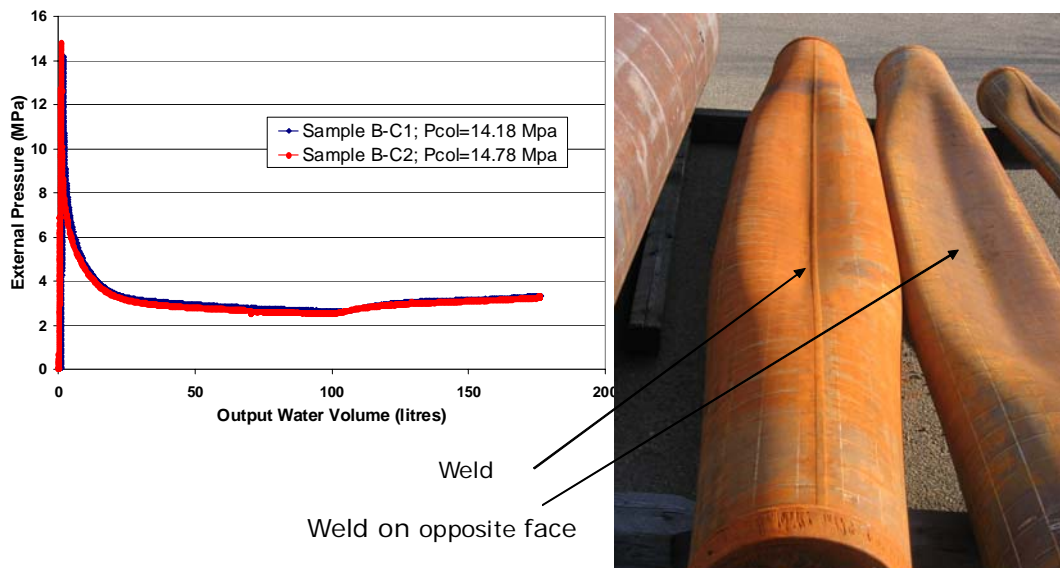 16
14
12
10
8
6
4
2
0
External Pressure (MPa)
Sample B-C1; Pcol=14.18 Mpa
Sample B-C2; Pcol=14.78 Mpa
0
50
100
150
200
Output Water Volume (litres)
Weld
Weld on opposite face